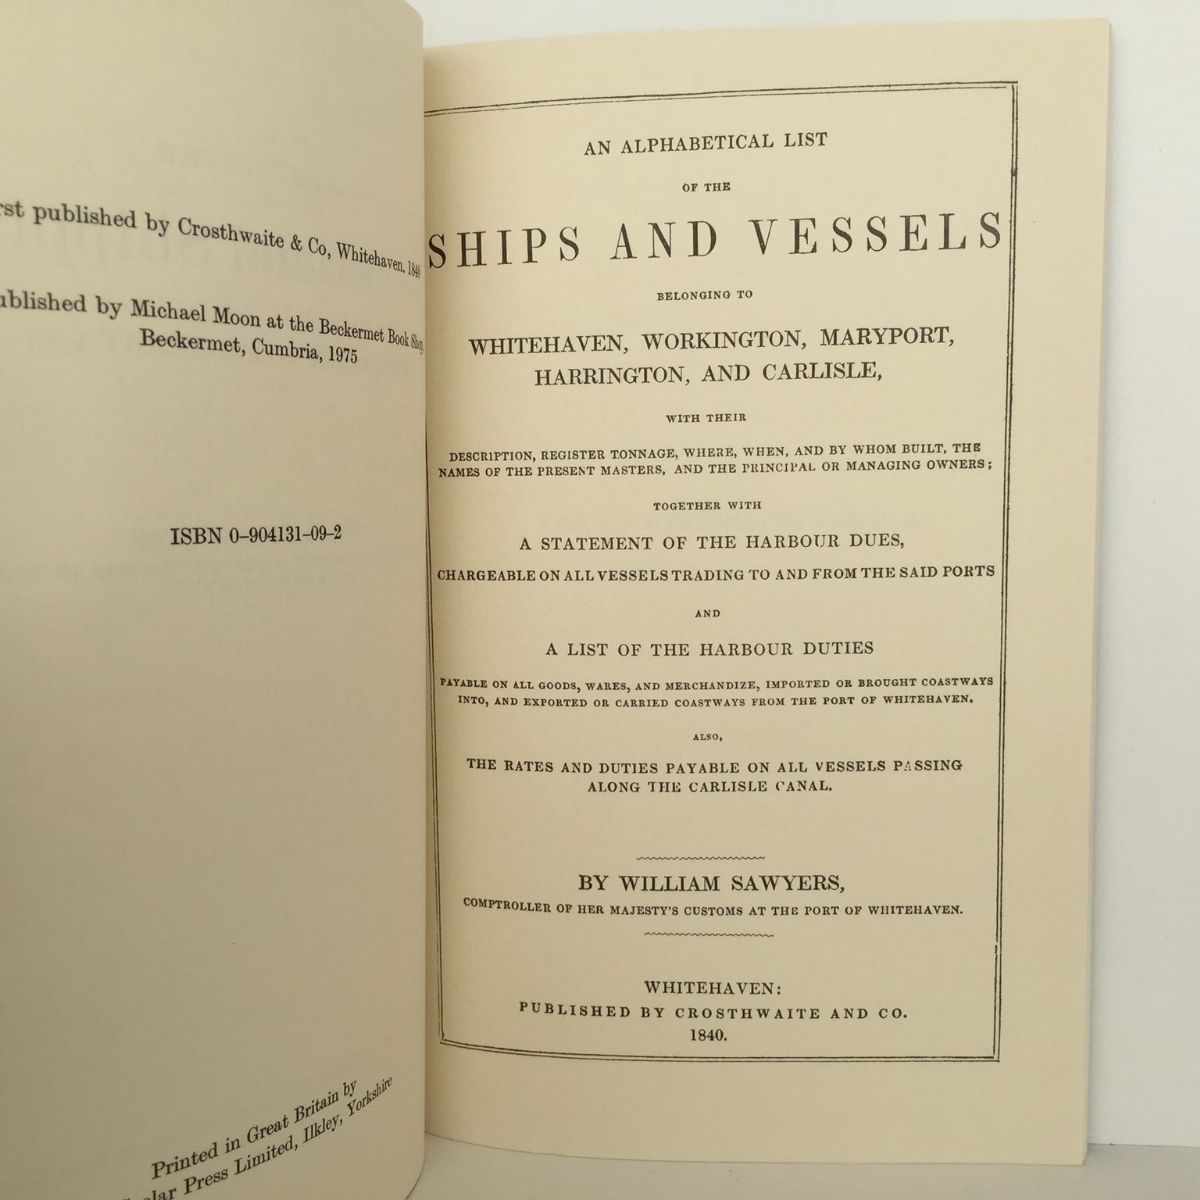 published by Crosthwaite & Co, Whitehaven, 1840
by Michael Moon at the Beckermet Book Shop
Beckermet, Cumbria, 1975
ISBN 0-904131-09-2
Printed in Great Britain by
Press Limited, Ilkley, Yorkshire
AN ALPHABETICAL LIST
OF THE
SHIPS AND VESSELS
BELONGING TO
WHITEHAVEN, WORKINGTON, MARYPORT,
HARRINGTON, AND CARLISLE,
WITH THEIR
DESCRIPTION, REGISTER TONNAGE, WHERE, WHEN, AND BY WHOM BUILT, THE
NAMES OF THE PRESENT MASTERS, AND THE PRINCIPAL OR MANAGING OWNERS;
TOGETHER WITH
A STATEMENT OF THE HARBOUR DUES,
CHARGEABLE ON ALL VESSELS TRADING TO AND FROM THE SAID PORTS
AND
A LIST OF THE HARBOUR DUTIES
PAYABLE ON ALL GOODS, WARES, AND MERCHANDIZE, IMPORTED OR BROUGHT COASTWAYS
INTO, AND EXPORTED OR CARRIED COASTWAYS FROM THE PORT OF WHITEHAVEN.
ALSO,
THE RATES AND DUTIES PAYABLE ON ALL VESSELS PASSING
ALONG THE CARLISLE CANAL.
BY WILLIAM SAWYERS,
COMPTROLLER OF HER MAJESTY'S CUSTOMS AT THE PORT OF WHITEHAVEN.
WHITEHAVEN:
PUBLISHED BY CROSTHWAITE AND CO.
1840.